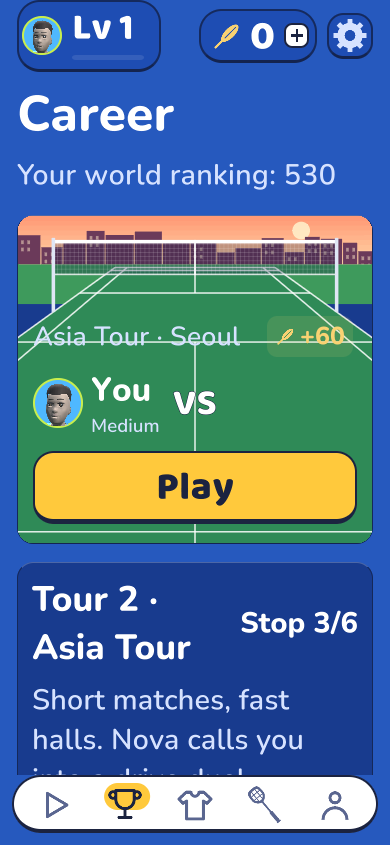 Lv 1
0
Career
Your world ranking: 530
Asia Tour · Seoul
+60
You
Medium
VS
Play
Tour 2 ·
Asia Tour
Stop 3/6
Short matches, fast
halls. Nova calls you